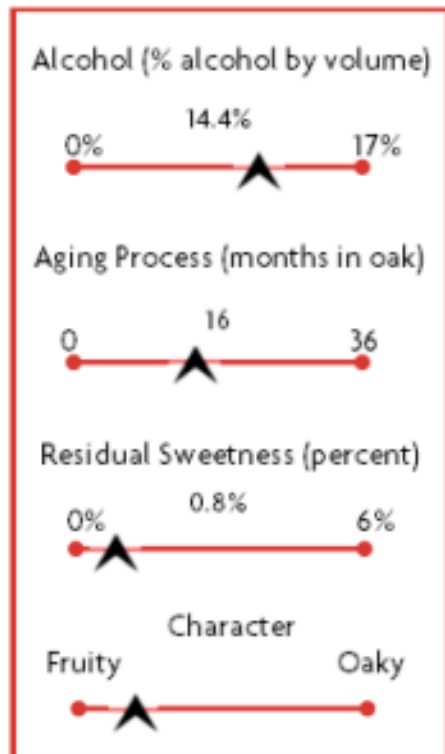 Alcohol (% alcohol by volume)
14.4%
0% 17%
Aging Process (months in oak)
16
0 36
Residual Sweetness (percent)
0.8%
0% 6%
Character
Fruity Oaky